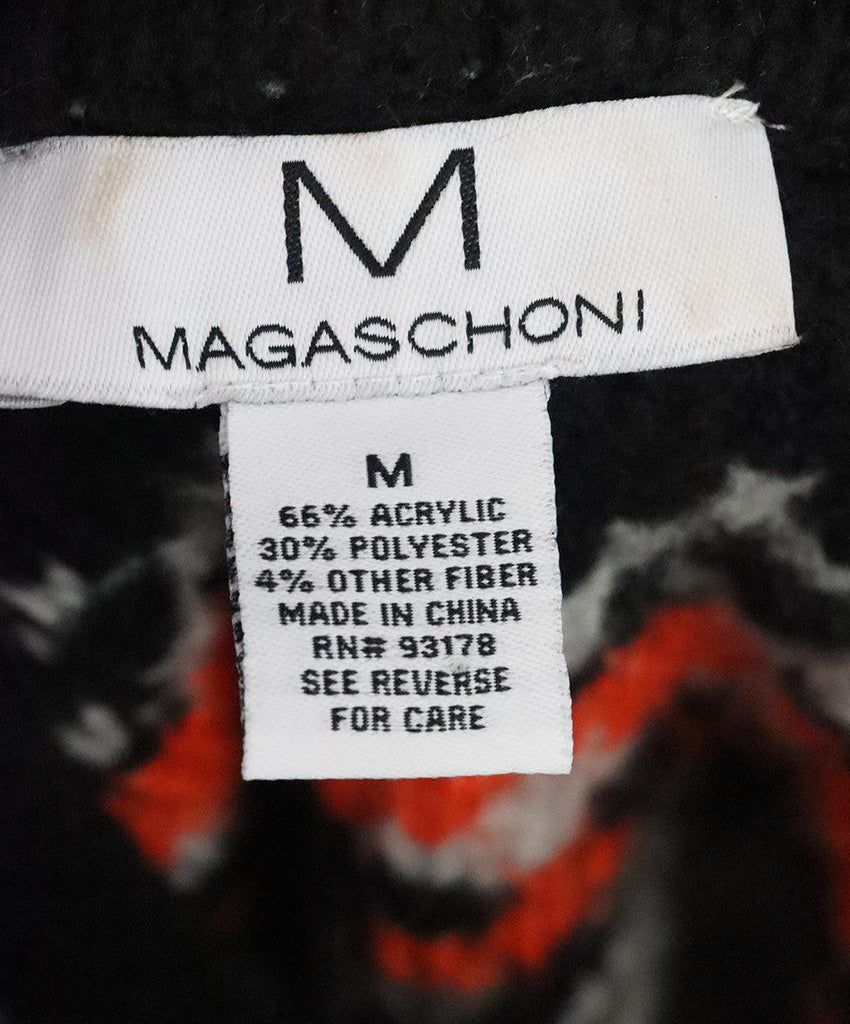 M
MAGASCHONI
M
66% ACRYLIC
30% POLYESTER
4% OTHER FIBER
MADE IN CHINA
RN# 93178
SEE REVERSE
FOR CARE